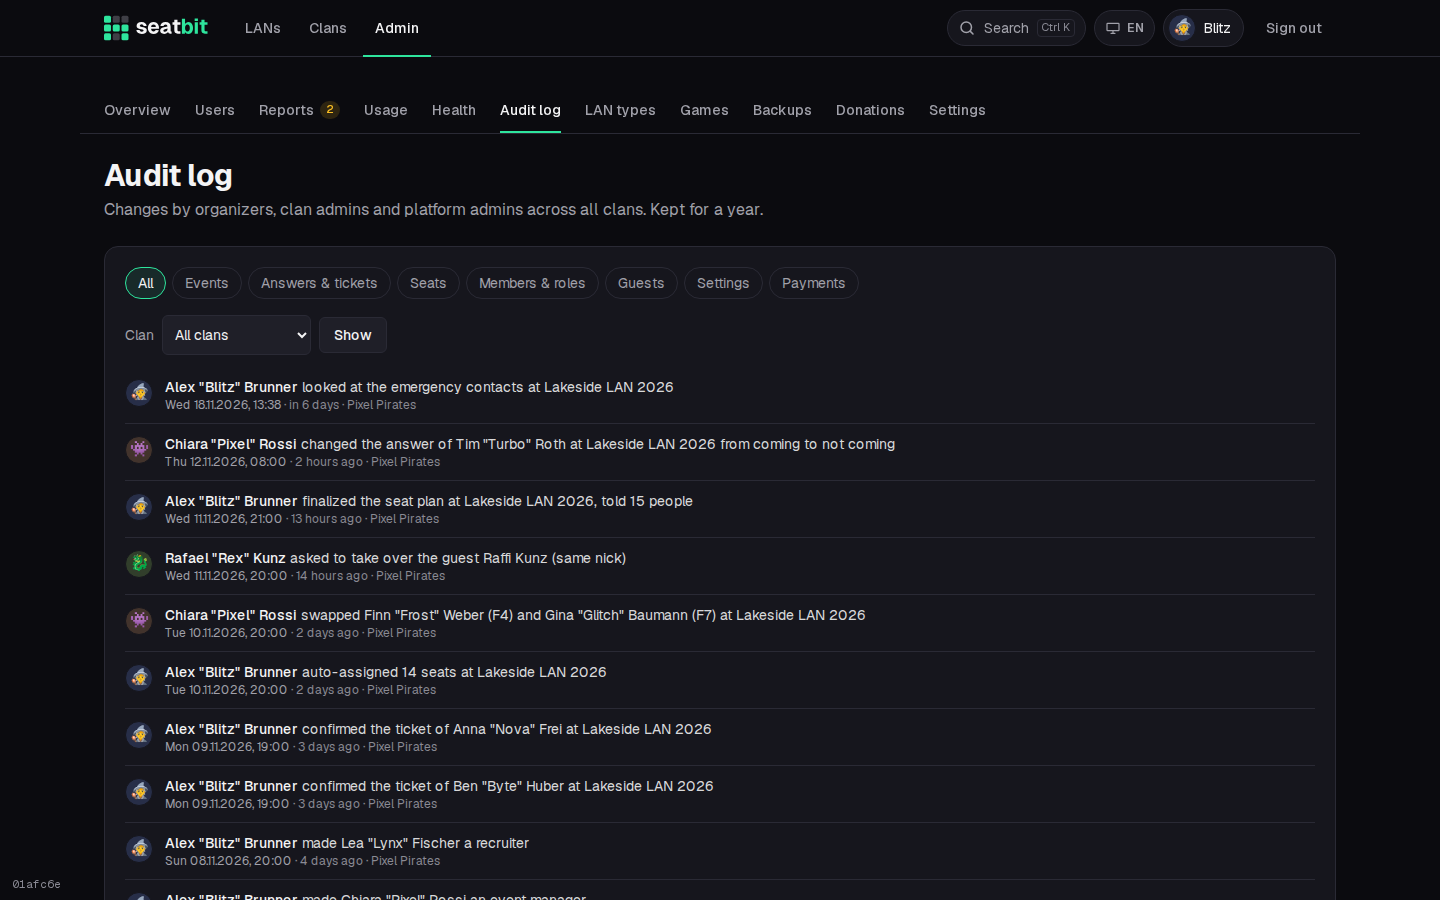 seatbit
LANs
Clans
Admin
Search Ctrl K
EN
Blitz
Sign out
Overview
Users
Reports 2
Usage
Health
Audit log
LAN types
Games
Backups
Donations
Settings
Audit log
Changes by organizers, clan admins and platform admins across all clans. Kept for a year.
All
Events
Answers & tickets
Seats
Members & roles
Guests
Settings
Payments
Clan All clans Show
Alex "Blitz" Brunner looked at the emergency contacts at Lakeside LAN 2026
Wed 18.11.2026, 13:38 · in 6 days · Pixel Pirates
Chiara "Pixel" Rossi changed the answer of Tim "Turbo" Roth at Lakeside LAN 2026 from coming to not coming
Thu 12.11.2026, 08:00 · 2 hours ago · Pixel Pirates
Alex "Blitz" Brunner finalized the seat plan at Lakeside LAN 2026, told 15 people
Wed 11.11.2026, 21:00 · 13 hours ago · Pixel Pirates
Rafael "Rex" Kunz asked to take over the guest Raffi Kunz (same nick)
Wed 11.11.2026, 20:00 · 14 hours ago · Pixel Pirates
Chiara "Pixel" Rossi swapped Finn "Frost" Weber (F4) and Gina "Glitch" Baumann (F7) at Lakeside LAN 2026
Tue 10.11.2026, 20:00 · 2 days ago · Pixel Pirates
Alex "Blitz" Brunner auto-assigned 14 seats at Lakeside LAN 2026
Tue 10.11.2026, 20:00 · 2 days ago · Pixel Pirates
Alex "Blitz" Brunner confirmed the ticket of Anna "Nova" Frei at Lakeside LAN 2026
Mon 09.11.2026, 19:00 · 3 days ago · Pixel Pirates
Alex "Blitz" Brunner confirmed the ticket of Ben "Byte" Huber at Lakeside LAN 2026
Mon 09.11.2026, 19:00 · 3 days ago · Pixel Pirates
Alex "Blitz" Brunner made Lea "Lynx" Fischer a recruiter
Sun 08.11.2026, 20:00 · 4 days ago · Pixel Pirates
Alex "Blitz" Brunner made Chiara "Pixel" Rossi an event manager
01afc6e